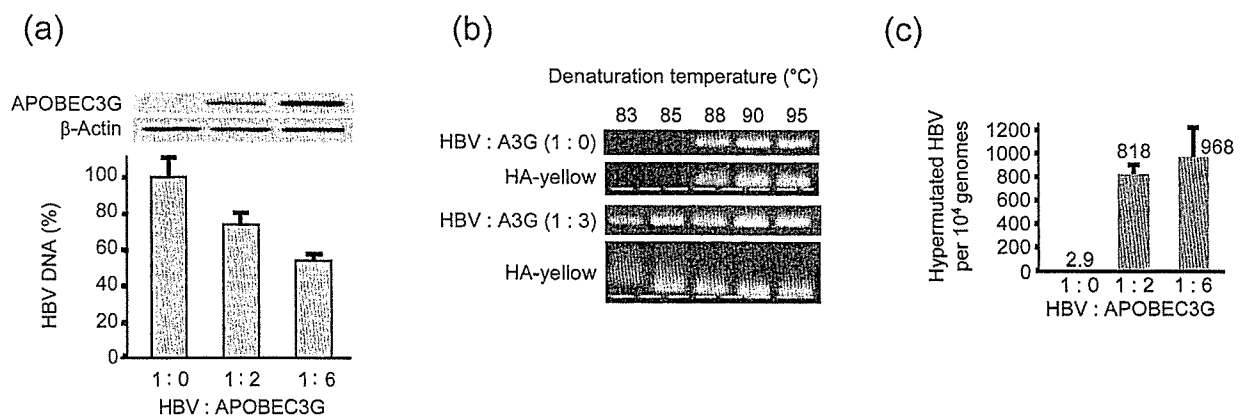 (a)
APOBEC3G
β-Actin
HBV DNA (%)
100
80
60
40
20
0
1 : 0
1 : 2
1 : 6
HBV : APOBEC3G
(b)
Denaturation temperature (°C)
83 85 88 90 95
HBV : A3G (1 : 0)
HA-yellow
HBV : A3G (1 : 3)
HA-yellow
(c)
Hypermutated HBV
per 10⁴ genomes
1200
1000
800
600
400
200
0
2.9
818
968
1 : 0
1 : 2
1 : 6
HBV : APOBEC3G